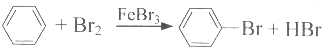 + Br₂ FeBr₃ → Br + HBr